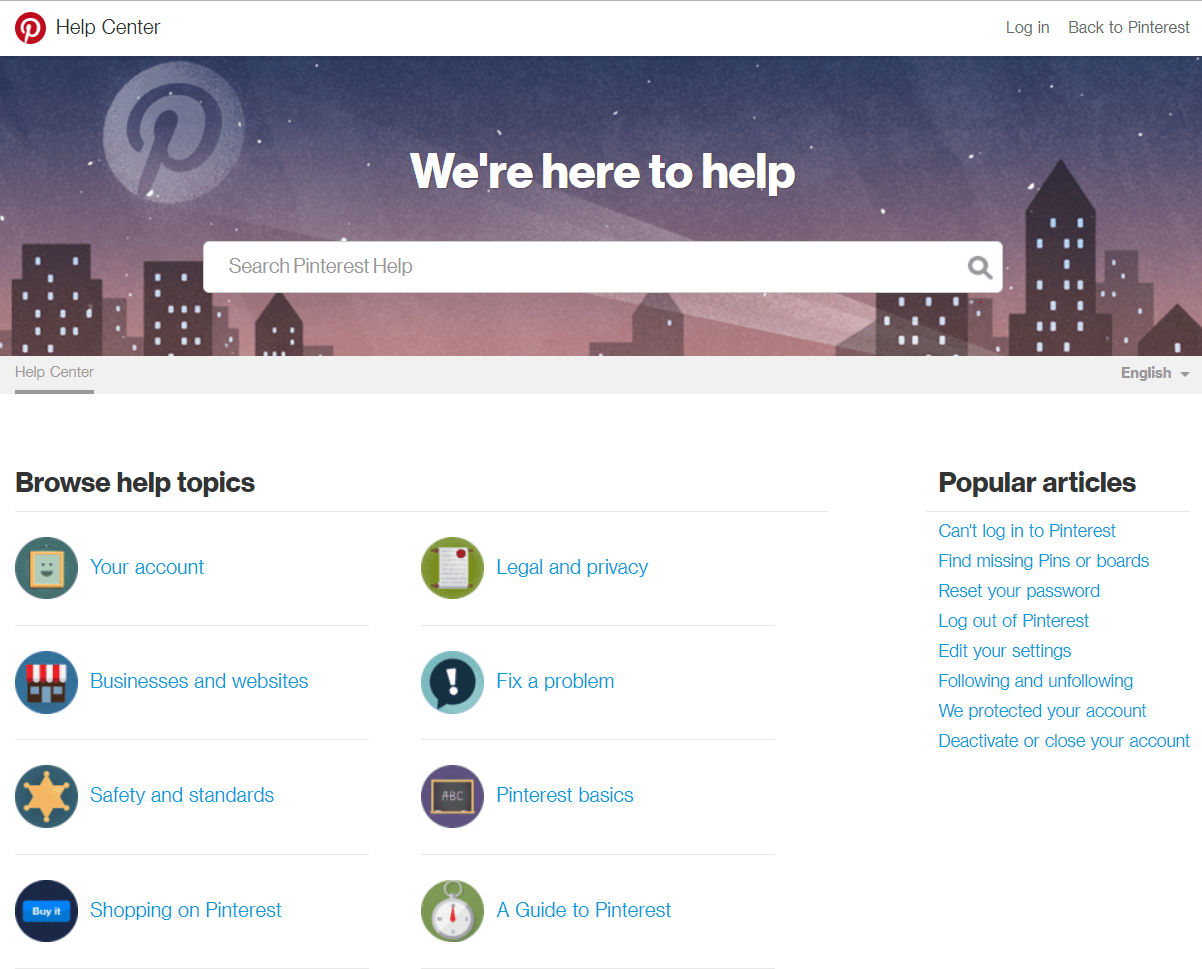 Help Center
Log in
Back to Pinterest
We're here to help
Search Pinterest Help
Help Center
English
Browse help topics
Your account
Legal and privacy
Businesses and websites
Fix a problem
Safety and standards
ABC
Pinterest basics
Buy it
Shopping on Pinterest
A Guide to Pinterest
Popular articles
Can't log in to Pinterest
Find missing Pins or boards
Reset your password
Log out of Pinterest
Edit your settings
Following and unfollowing
We protected your account
Deactivate or close your account